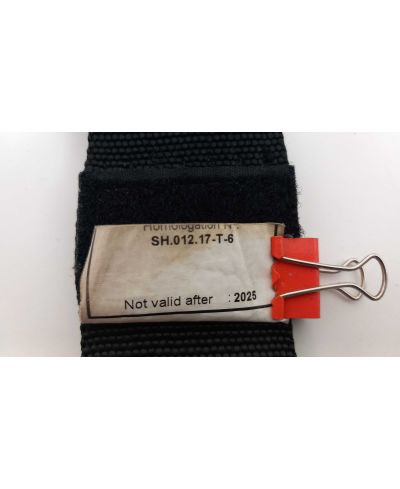 Homologation N°:
SH.012.17-T-6
Not valid after : 2025